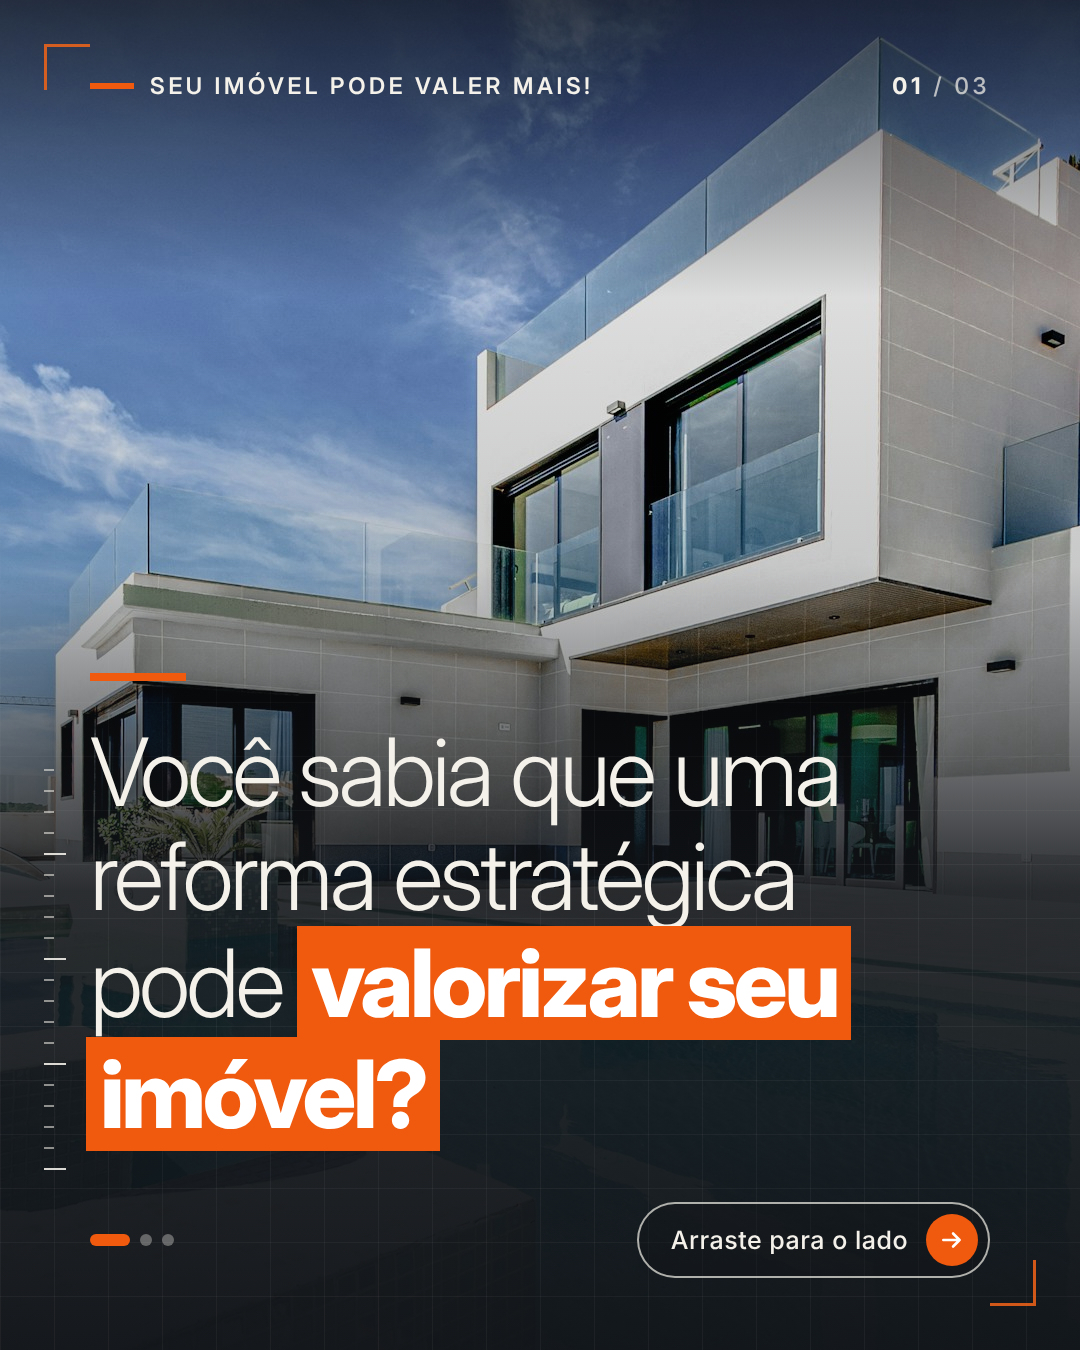 SEU IMÓVEL PODE VALER MAIS!
01 / 03
Você sabia que uma
reforma estratégica
pode valorizar seu
imóvel?
Arraste para o lado